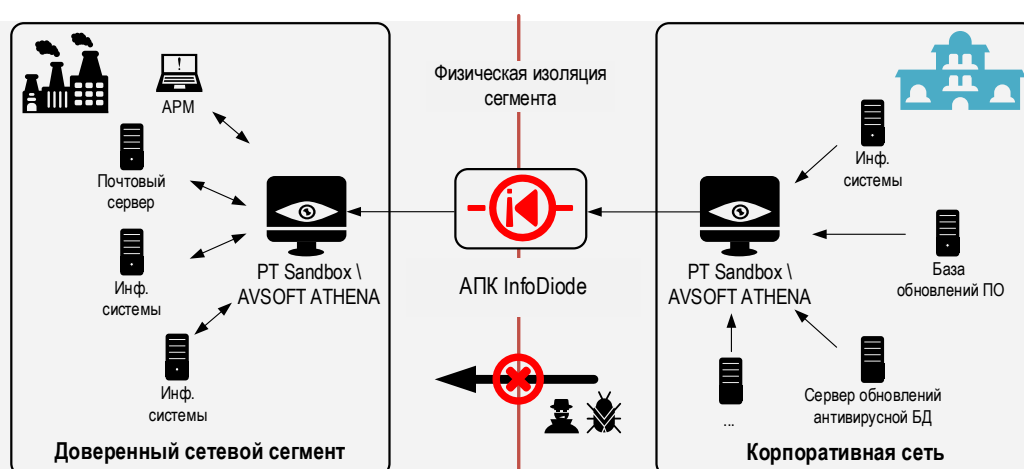 АРМ
Почтовый
сервер
Инф.
системы
Инф.
системы
PT Sandbox \
AVSOFT ATHENA
Доверенный сетевой сегмент
Физическая изоляция
сегмента
АПК InfoDiode
Инф.
системы
База
обновлений ПО
PT Sandbox \
AVSOFT ATHENA
Сервер обновлений
антивирусной БД
...
Корпоративная сеть